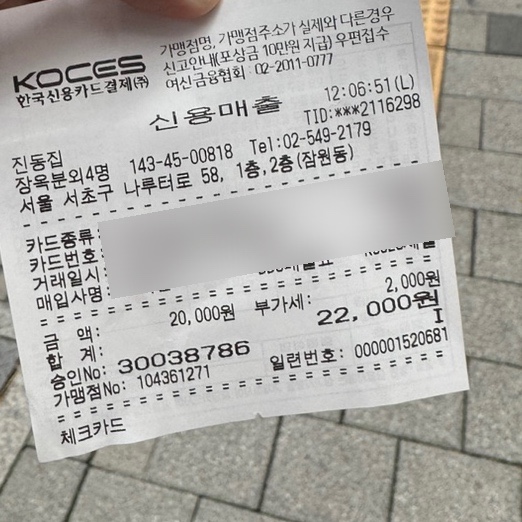 KOCES
한국신용카드결제(주)
가맹점명, 가맹점주소가 실제와 다른경우
신고안내(포상금 10만원 지급) 우편접수
여신금융협회 : 02-2011-0777
신용매출
12:06:51(L)
TID:***2116298
진동집 143-45-00818 Tel:02-549-2179
장옥분외4명
서울 서초구 나루터로 58, 1층,2층(잠원동)
카드종류:
카드번호:
거래일시:
매입사명:
금 액: 20,000원 부가세: 2,000원
합 계: 22,000원
I
승인No: 30038786
가맹점No: 104361271 일련번호: 000001520681
체크카드